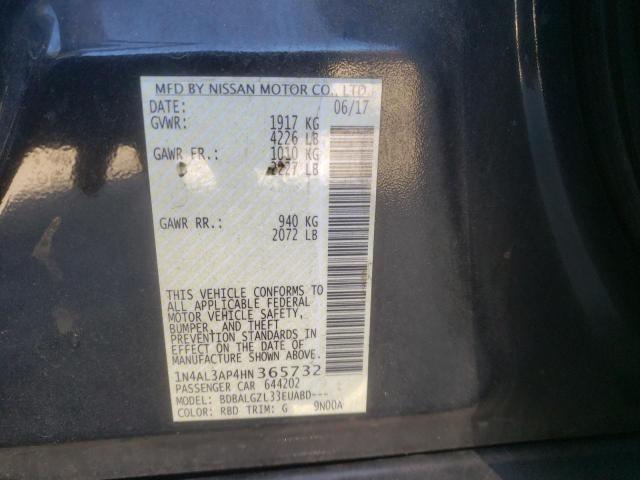 MFD BY NISSAN MOTOR CO., LTD.
DATE: 06/17
GVWR: 1917 KG
4226 LB
GAWR FR.: 1010 KG
2227 LB
GAWR RR.: 940 KG
2072 LB
THIS VEHICLE CONFORMS TO
ALL APPLICABLE FEDERAL
MOTOR VEHICLE SAFETY,
BUMPER, AND THEFT
PREVENTION STANDARDS IN
EFFECT ON THE DATE OF
MANUFACTURE SHOWN ABOVE.
1N4AL3AP4HN365732
PASSENGER CAR 644202
MODEL: BDBALGZL33EUABD---
COLOR: RBD TRIM: G 9N00A